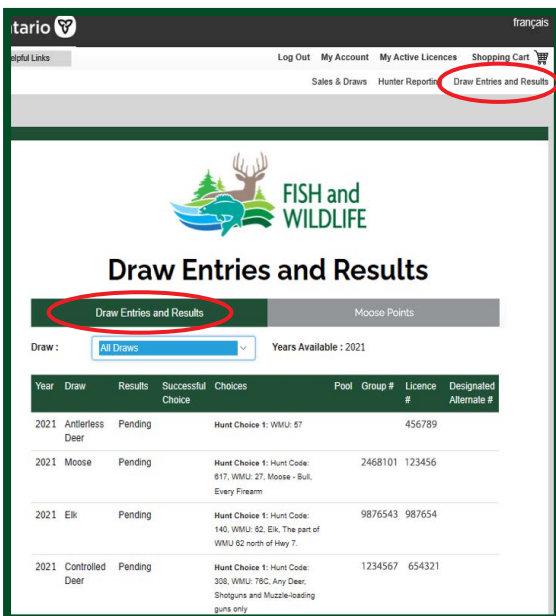 ntario
français
elpful Links
Log Out My Account My Active Licences Shopping Cart
Sales & Draws Hunter Reporting Draw Entries and Results
FISH and
WILDLIFE
Draw Entries and Results
Draw Entries and Results Moose Points
Draw : All Draws Years Available : 2021
Year Draw Results Successful Choices Pool Group # Licence Designated
Choice # Alternate #
2021 Antlerless Pending Hunt Choice 1: WMU: 57 456789
Deer
2021 Moose Pending Hunt Choice 1: Hunt Code: 2468101 123456
617, WMU: 27, Moose - Bull,
Every Firearm
2021 Elk Pending Hunt Choice 1: Hunt Code: 9876543 987654
140, WMU: 62, Elk, The part of
WMU 62 north of Hwy 7.
2021 Controlled Pending Hunt Choice 1: Hunt Code: 1234567 654321
Deer 308, WMU: 76C, Any Deer,
Shotguns and Muzzle-loading
guns only